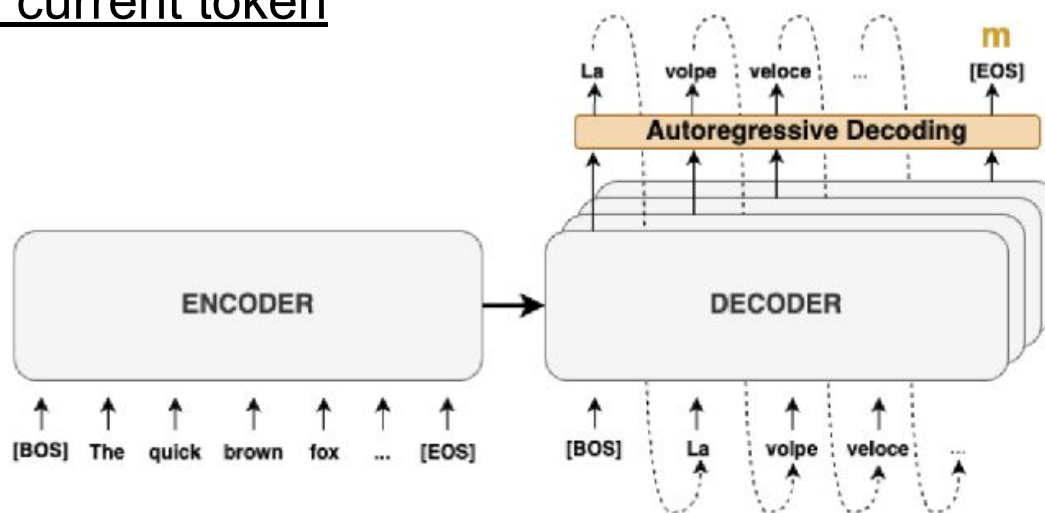 current token
m
La volpe veloce ... [EOS]
Autoregressive Decoding
ENCODER DECODER
[BOS] The quick brown fox ... [EOS] [BOS] La volpe veloce ...